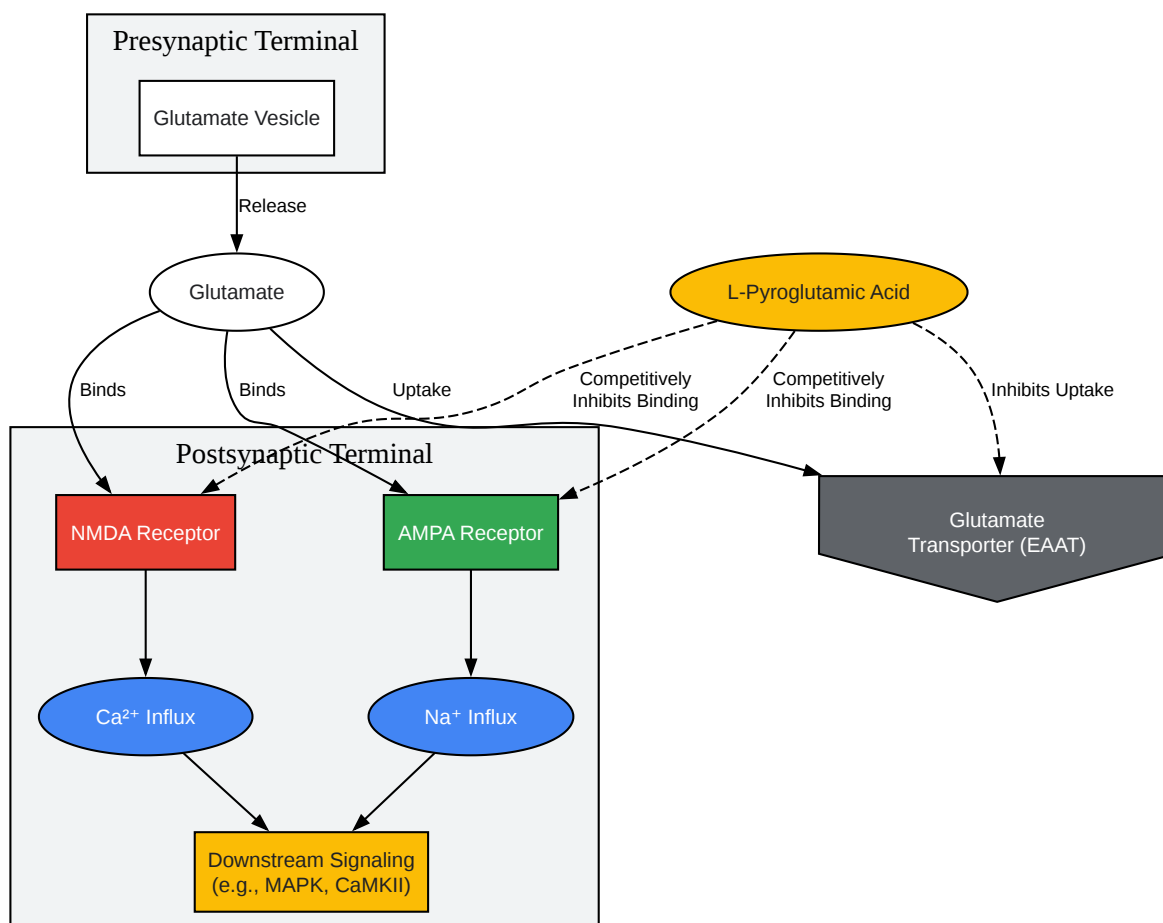 Presynaptic Terminal
Glutamate Vesicle
Release
Glutamate
L-Pyroglutamic Acid
Binds
Binds
Uptake
Competitively
Inhibits Binding
Competitively
Inhibits Binding
Inhibits Uptake
Postsynaptic Terminal
NMDA Receptor
AMPA Receptor
Glutamate
Transporter (EAAT)
Ca²⁺ Influx
Na⁺ Influx
Downstream Signaling
(e.g., MAPK, CaMKII)